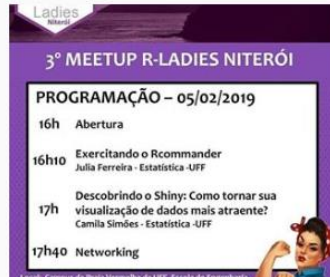 Ladies
Niterói
3º MEETUP R-LADIES NITERÓI
PROGRAMAÇÃO – 05/02/2019
16h Abertura
16h10 Exercitando o Rcommander
Julia Ferreira - Estatística -UFF
17h Descobrindo o Shiny: Como tornar sua
visualização de dados mais atraente?
Camila Simões - Estatística -UFF
17h40 Networking